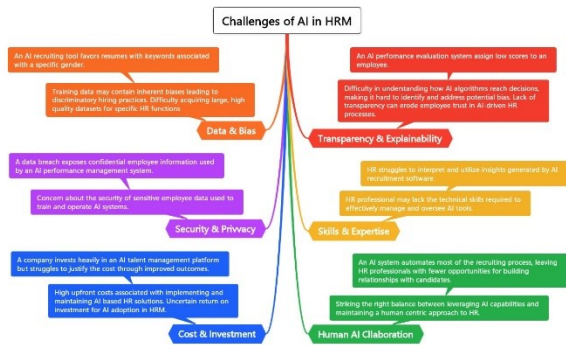 Challenges of AI in HRM
An AI recruiting tool favors resumes with keywords associated
with a specific gender.
Training data may contain inherent biases leading to
discriminatory hiring practices. Difficulty acquiring large, high
quality datasets for specific HR functions
Data & Bias
A data breach exposes confidential employee information used
by an AI performance management system.
Concern about the security of sensitive employee data used to
train and operate AI systems.
Security & Privvacy
A company invests heavily in an AI talent management platform
but struggles to justify the cost through improved outcomes.
High upfront costs associated with implementing and
maintaining AI based HR solutions. Uncertain return on
investment for AI adoption in HRM.
Cost & Investment
An AI perfomance evaluation system assign low scores to an
employee.
Difficulty in understanding how AI algorithms reach decisions,
making it hard to identify and address potential bias. Lack of
transparency can erode employee trust in AI-driven HR
processes.
Transparency & Explainability
HR struggles to interpret and utilize insights generated by AI
recruitment software.
HR professional may lack the technical skills required to
effectively manage and oversee AI tools.
Skills & Expertise
An AI system automates most of the recruiting process, leaving
HR professionals with fewer opportunities for building
relationships with candidates.
Striking the right balance between leveraging AI capabilities and
maintaining a human centric approach to HR.
Human AI Cllaboration